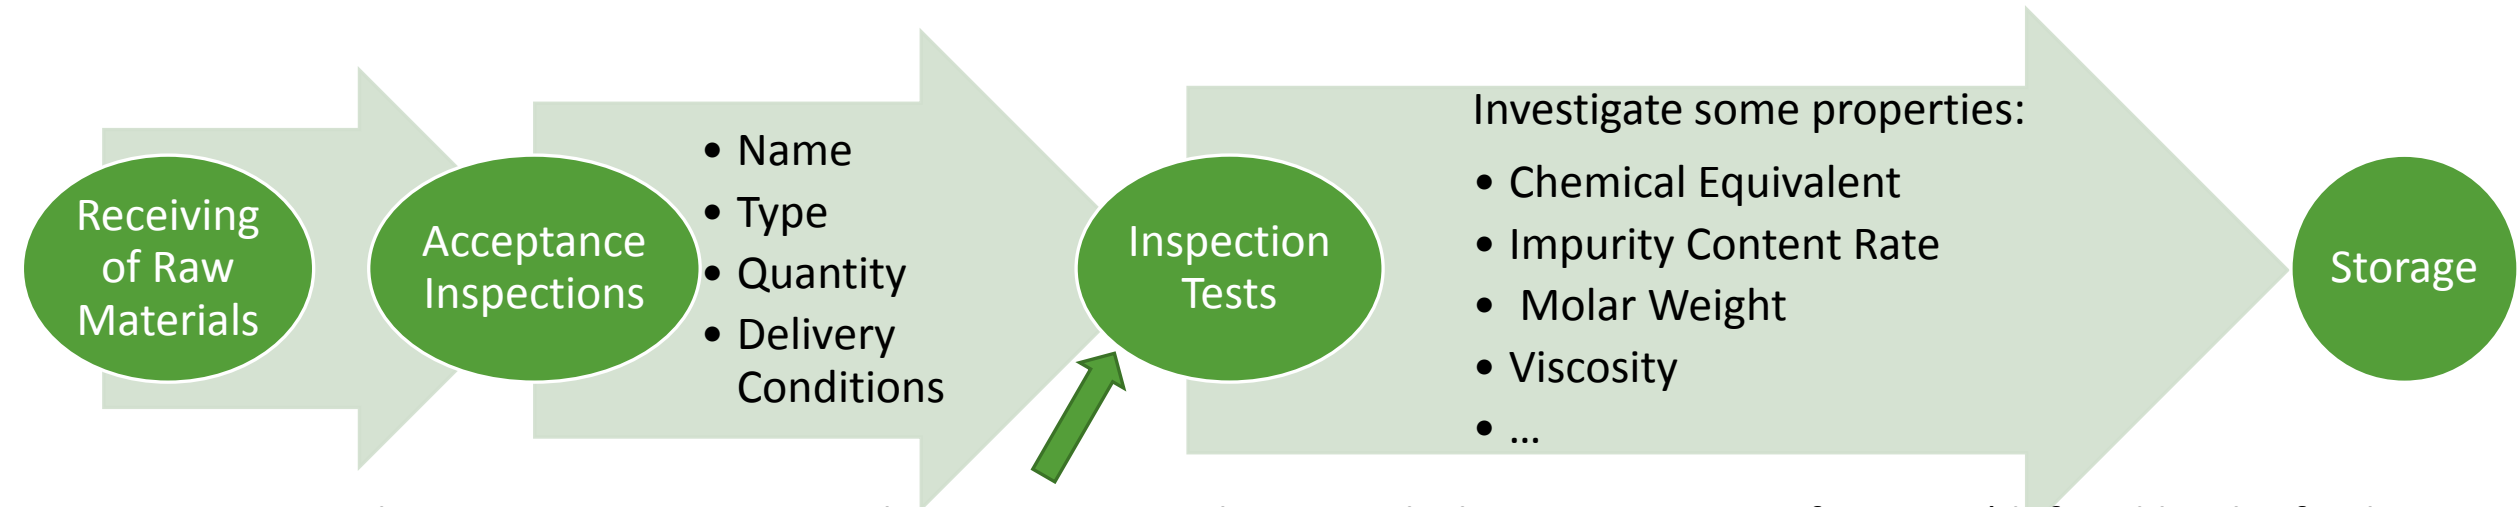 Receiving
of Raw
Materials
Acceptance
Inspections
• Name
• Type
• Quantity
• Delivery
Conditions
Inspection
Tests
Investigate some properties:
• Chemical Equivalent
• Impurity Content Rate
• Molar Weight
• Viscosity
• ...
Storage